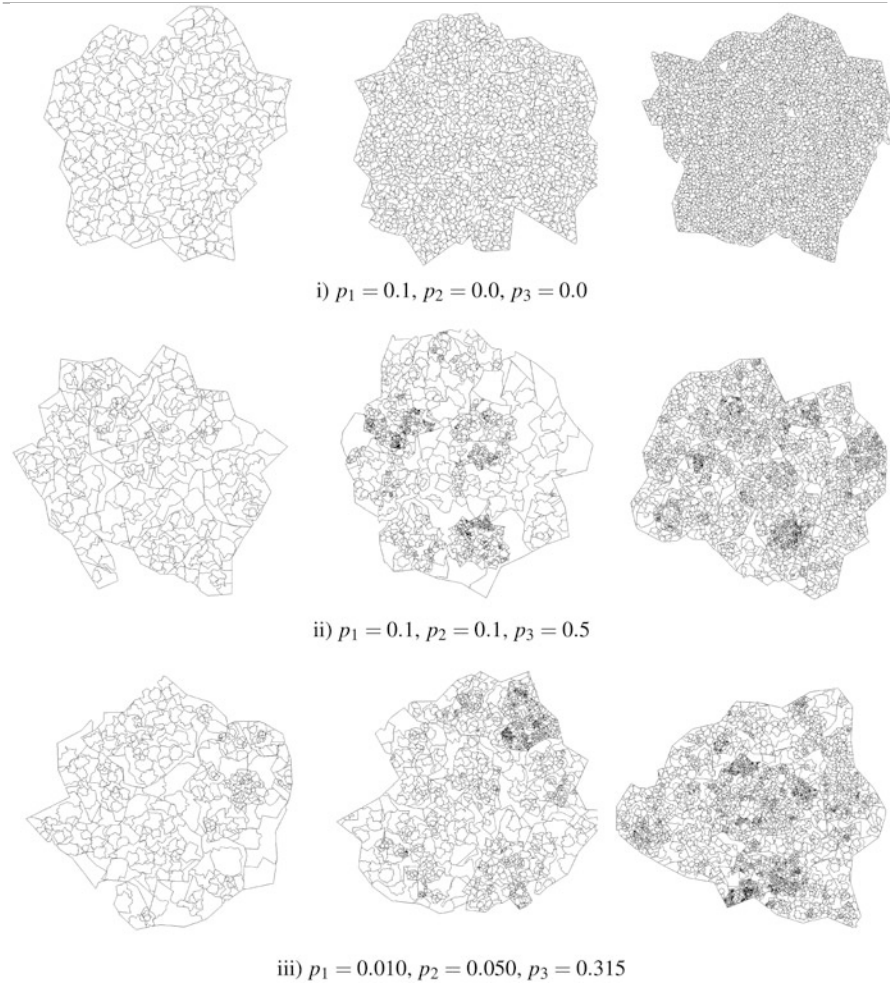 i) p₁ = 0.1, p₂ = 0.0, p₃ = 0.0
ii) p₁ = 0.1, p₂ = 0.1, p₃ = 0.5
iii) p₁ = 0.010, p₂ = 0.050, p₃ = 0.315